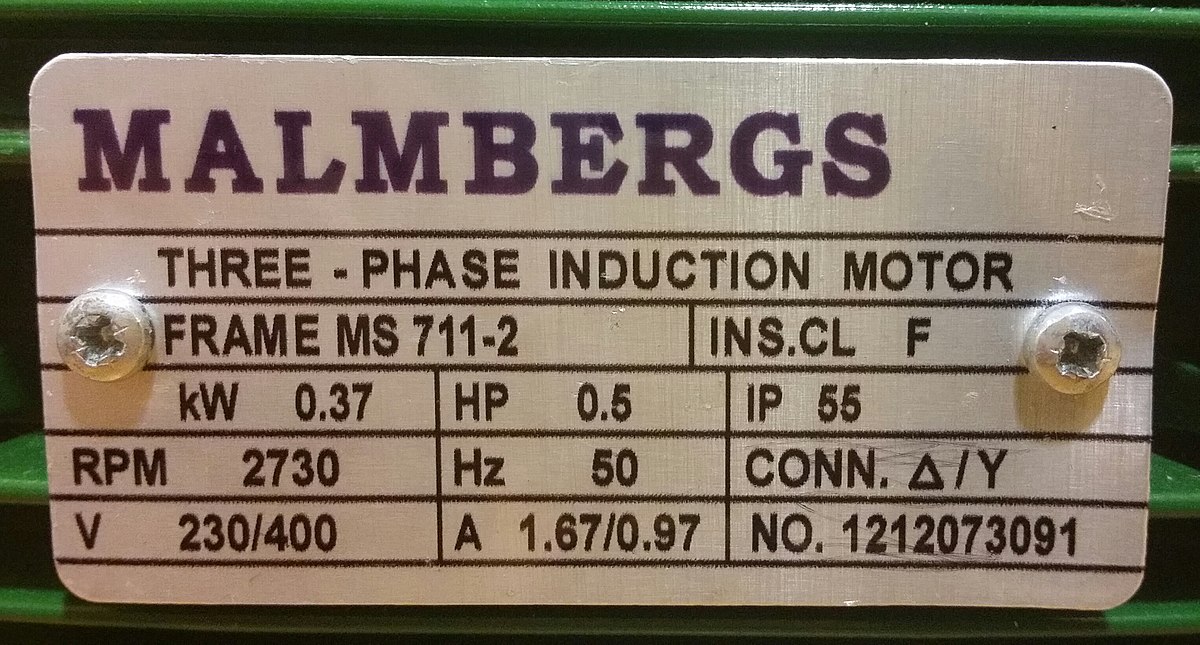 MALMBERGS
THREE - PHASE INDUCTION MOTOR
FRAME MS 711-2 INS.CL F
kW 0.37 HP 0.5 IP 55
RPM 2730 Hz 50 CONN. Δ/Y
V 230/400 A 1.67/0.97 NO. 1212073091